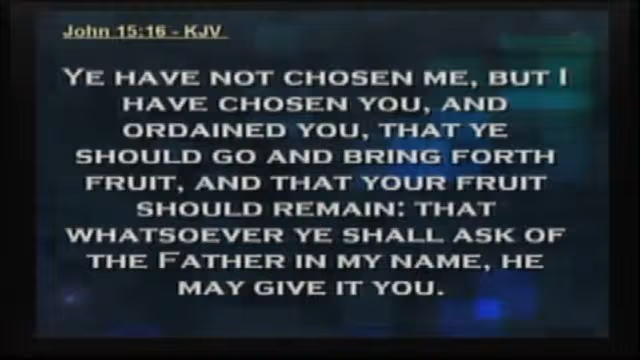 John 15:16 - KJV
Ye have not chosen me, but I
have chosen you, and
ordained you, that ye
should go and bring forth
fruit, and that your fruit
should remain: that
whatsoever ye shall ask of
the Father in my name, he
may give it you.